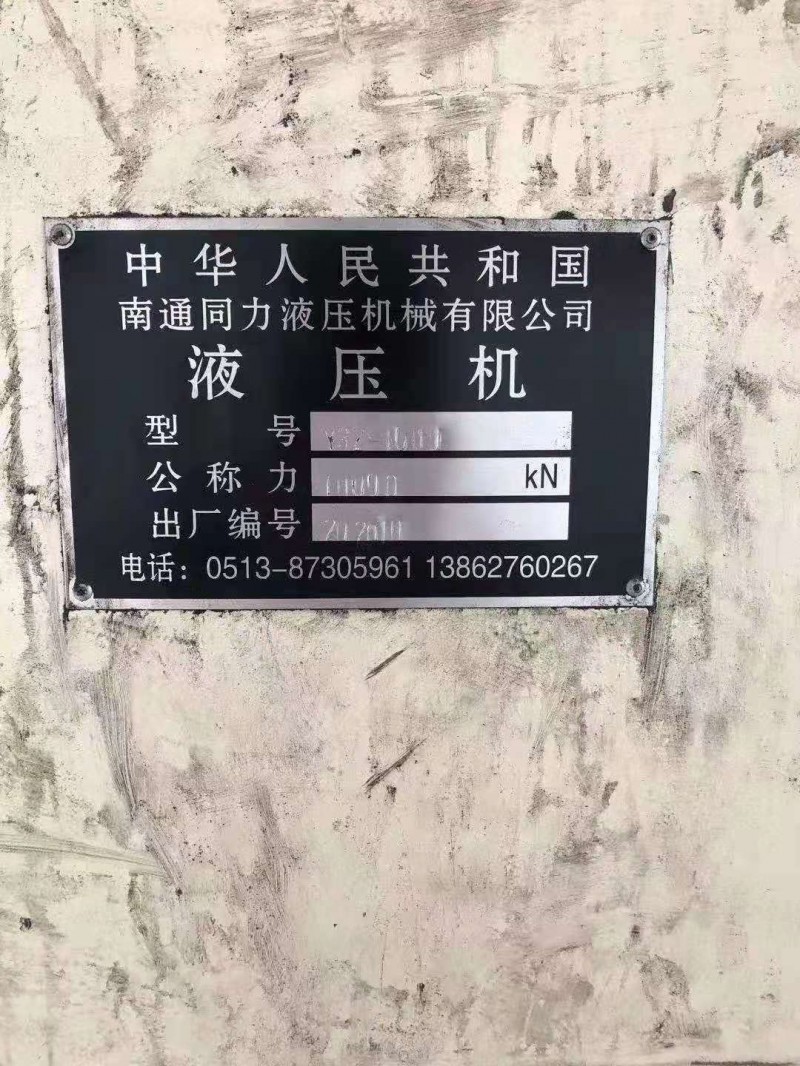 中华人民共和国
南通同力液压机械有限公司
液压机
型号
公称力 kN
出厂编号
电话：0513-87305961 13862760267